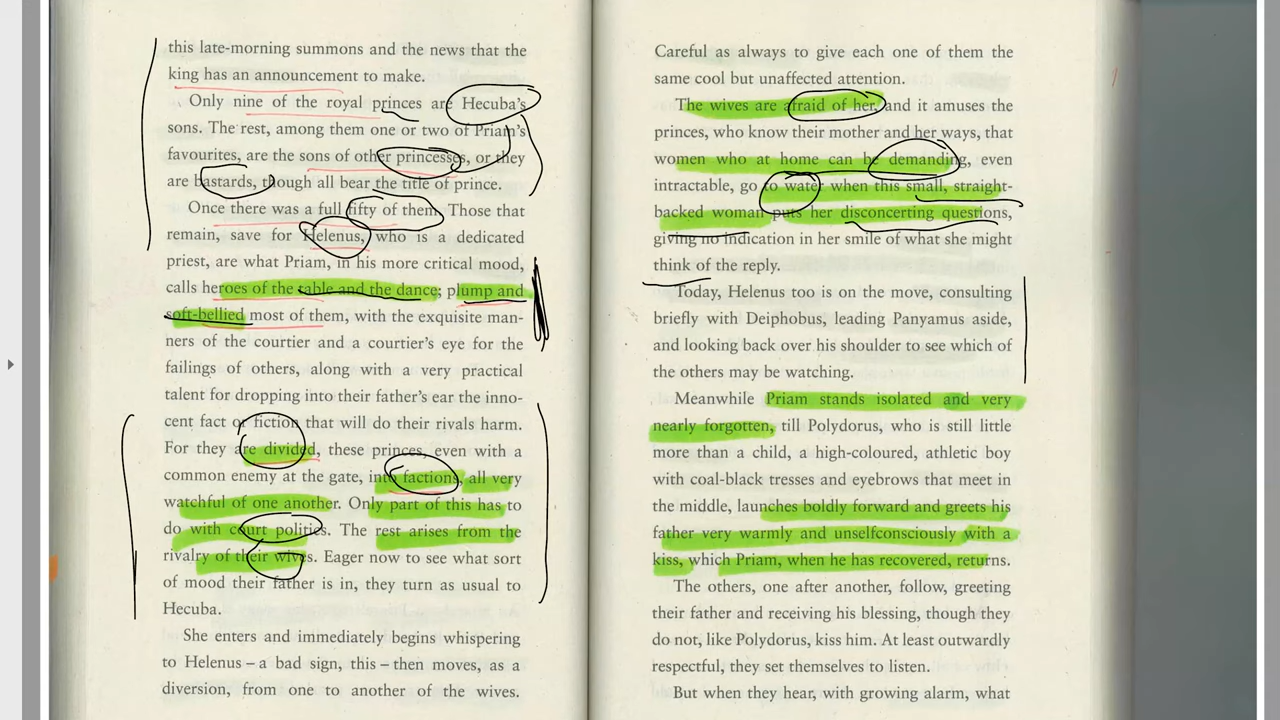 this late-morning summons and the news that the
king has an announcement to make.
Only nine of the royal princes are Hecuba's
sons. The rest, among them one or two of Priam's
favourites, are the sons of other princesses, or they
are bastards, though all bear the title of prince.
Once there was a full fifty of them. Those that
remain, save for Helenus, who is a dedicated
priest, are what Priam, in his more critical mood,
calls heroes of the table and the dance; plump and
soft-bellied most of them, with the exquisite man-
ners of the courtier and a courtier's eye for the
failings of others, along with a very practical
talent for dropping into their father's ear the inno-
cent fact or fiction that will do their rivals harm.
For they are divided, these princes, even with a
common enemy at the gate, into factions, all very
watchful of one another. Only part of this has to
do with court politics. The rest arises from the
rivalry of their wives. Eager now to see what sort
of mood their father is in, they turn as usual to
Hecuba.
She enters and immediately begins whispering
to Helenus – a bad sign, this – then moves, as a
diversion, from one to another of the wives.
Careful as always to give each one of them the
same cool but unaffected attention.
The wives are afraid of her, and it amuses the
princes, who know their mother and her ways, that
women who at home can be demanding, even
intractable, go to water when this small, straight-
backed woman puts her disconcerting questions,
giving no indication in her smile of what she might
think of the reply.
Today, Helenus too is on the move, consulting
briefly with Deiphobus, leading Panyamus aside,
and looking back over his shoulder to see which of
the others may be watching.
Meanwhile Priam stands isolated and very
nearly forgotten, till Polydorus, who is still little
more than a child, a high-coloured, athletic boy
with coal-black tresses and eyebrows that meet in
the middle, launches boldly forward and greets his
father very warmly and unselfconsciously with a
kiss, which Priam, when he has recovered, returns.
The others, one after another, follow, greeting
their father and receiving his blessing, though they
do not, like Polydorus, kiss him. At least outwardly
respectful, they set themselves to listen.
But when they hear, with growing alarm, what